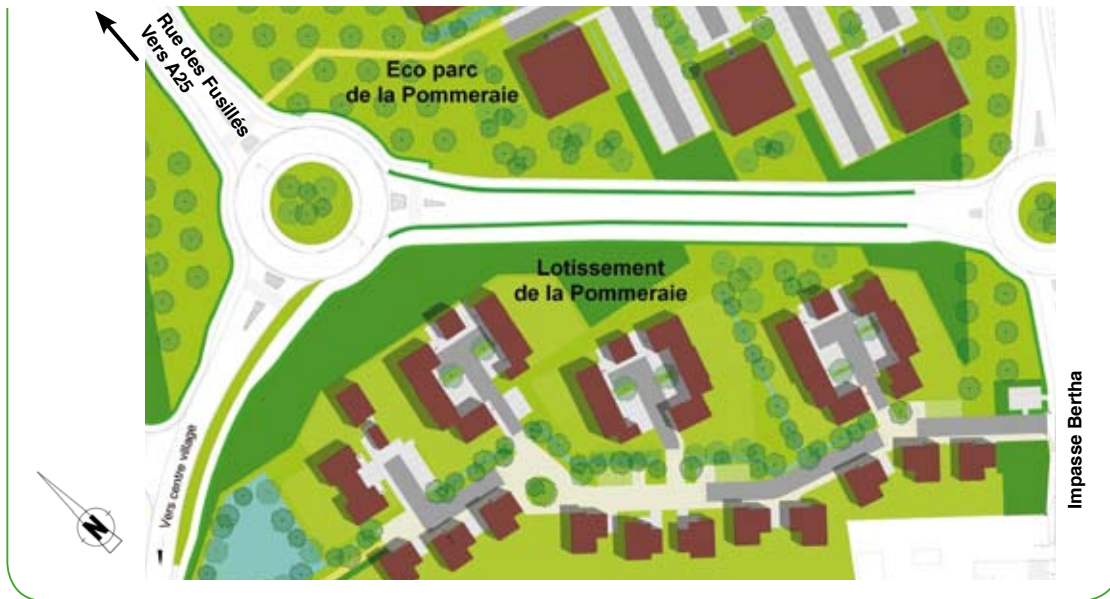 Rue des Fusillés
Vers A25
Eco parc
de la Pommeraie
Lotissement
de la Pommeraie
Vers centre village
Impasse Bertha
N